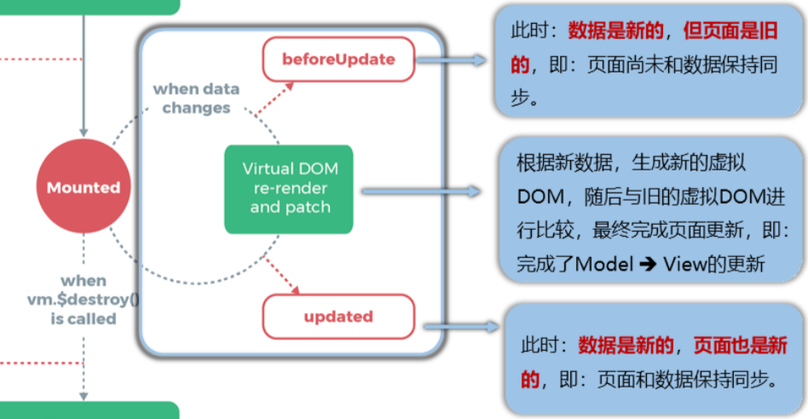 beforeUpdate
此时：数据是新的，但页面是旧
的，即：页面尚未和数据保持同
步。
when data
changes
Mounted
Virtual DOM
re-render
and patch
根据新数据，生成新的虚拟
DOM，随后与旧的虚拟DOM进
行比较，最终完成页面更新，即：
完成了Model ➔ View的更新
when
vm.$destroy()
is called
updated
此时：数据是新的，页面也是新
的，即：页面和数据保持同步。